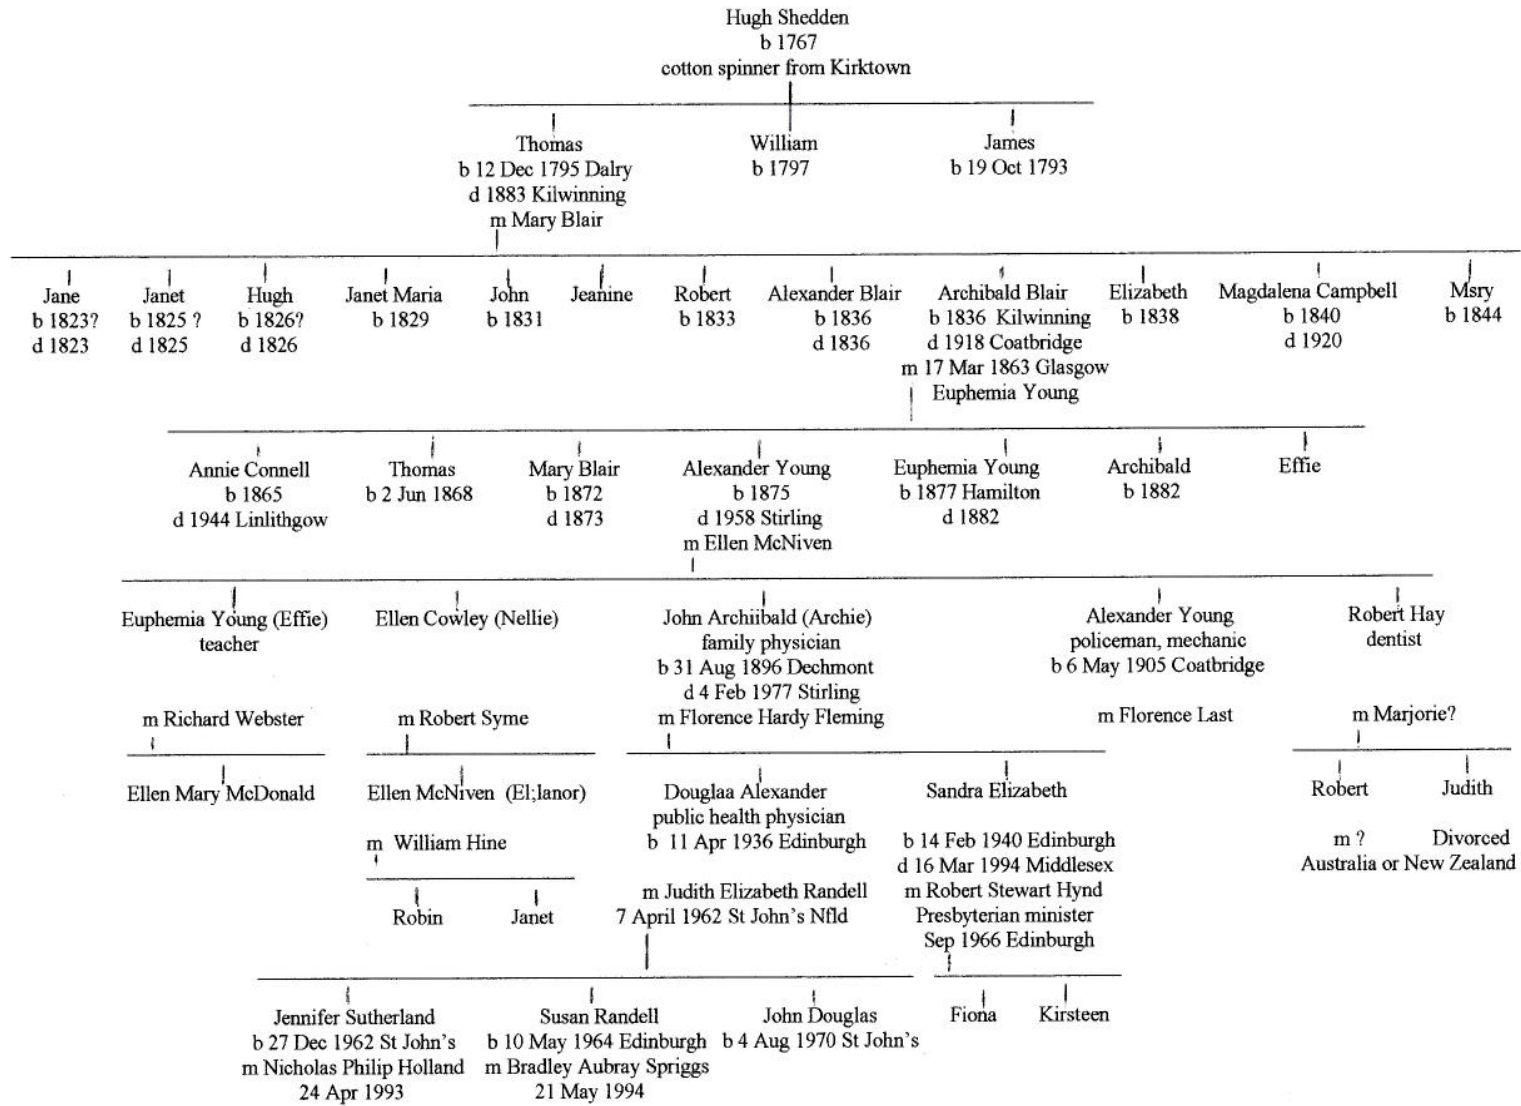 Hugh Shedden
b 1767
cotton spinner from Kirktown
Thomas
b 12 Dec 1795 Dalry
d 1883 Kilwinning
m Mary Blair
William
b 1797
James
b 19 Oct 1793
Jane
b 1823?
d 1823
Janet
b 1825 ?
d 1825
Hugh
b 1826?
d 1826
Janet Maria
b 1829
John
b 1831
Jeanine
Robert
b 1833
Alexander Blair
b 1836
d 1836
Archibald Blair
b 1836 Kilwinning
d 1918 Coatbridge
m 17 Mar 1863 Glasgow
Euphemia Young
Elizabeth
b 1838
Magdalena Campbell
b 1840
d 1920
Msry
b 1844
Annie Connell
b 1865
d 1944 Linlithgow
Thomas
b 2 Jun 1868
Mary Blair
b 1872
d 1873
Alexander Young
b 1875
d 1958 Stirling
m Ellen McNiven
Euphemia Young
b 1877 Hamilton
d 1882
Archibald
b 1882
Effie
Euphemia Young (Effie)
teacher
m Richard Webster
Ellen Cowley (Nellie)
m Robert Syme
John Archiibald (Archie)
family physician
b 31 Aug 1896 Dechmont
d 4 Feb 1977 Stirling
m Florence Hardy Fleming
Alexander Young
policeman, mechanic
b 6 May 1905 Coatbridge
m Florence Last
Robert Hay
dentist
m Marjorie?
Ellen Mary McDonald
Ellen McNiven (El;lanor)
m William Hine
Robin
Janet
Douglaa Alexander
public health physician
b 11 Apr 1936 Edinburgh
m Judith Elizabeth Randell
7 April 1962 St John's Nfld
Sandra Elizabeth
b 14 Feb 1940 Edinburgh
d 16 Mar 1994 Middlesex
m Robert Stewart Hynd
Presbyterian minister
Sep 1966 Edinburgh
Robert
m ?
Judith
Divorced
Australia or New Zealand
Jennifer Sutherland
b 27 Dec 1962 St John's
m Nicholas Philip Holland
24 Apr 1993
Susan Randell
b 10 May 1964 Edinburgh
m Bradley Aubray Spriggs
21 May 1994
John Douglas
b 4 Aug 1970 St John's
Fiona
Kirsteen